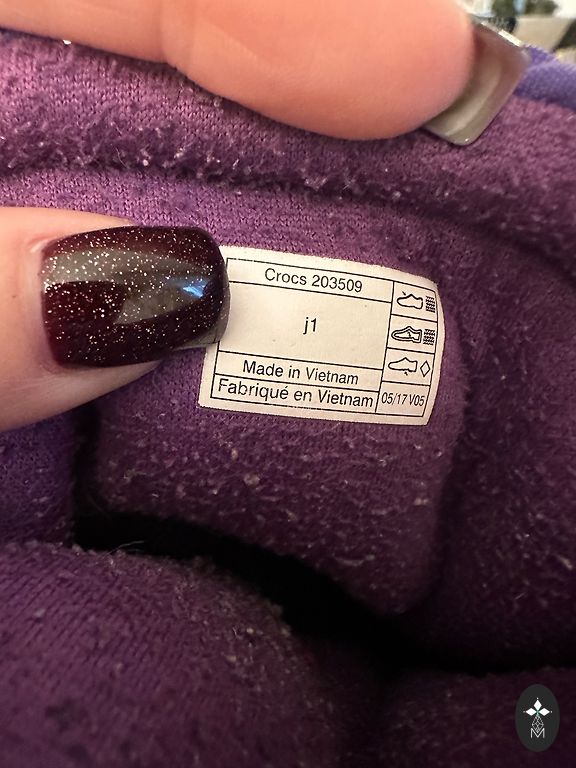 Crocs 203509
j1
Made in Vietnam
Fabriqué en Vietnam
05/17 V05
M